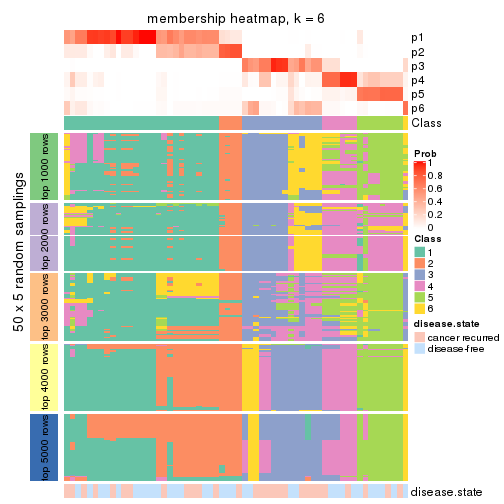 membership heatmap, k = 6
p1
p2
p3
p4
p5
p6
Class
50 x 5 random samplings
top 1000 rows
top 2000 rows
top 3000 rows
top 4000 rows
top 5000 rows
Prob
1
0.8
0.6
0.4
0.2
0
Class
1
2
3
4
5
6
disease.state
cancer recurred
disease-free
disease.state